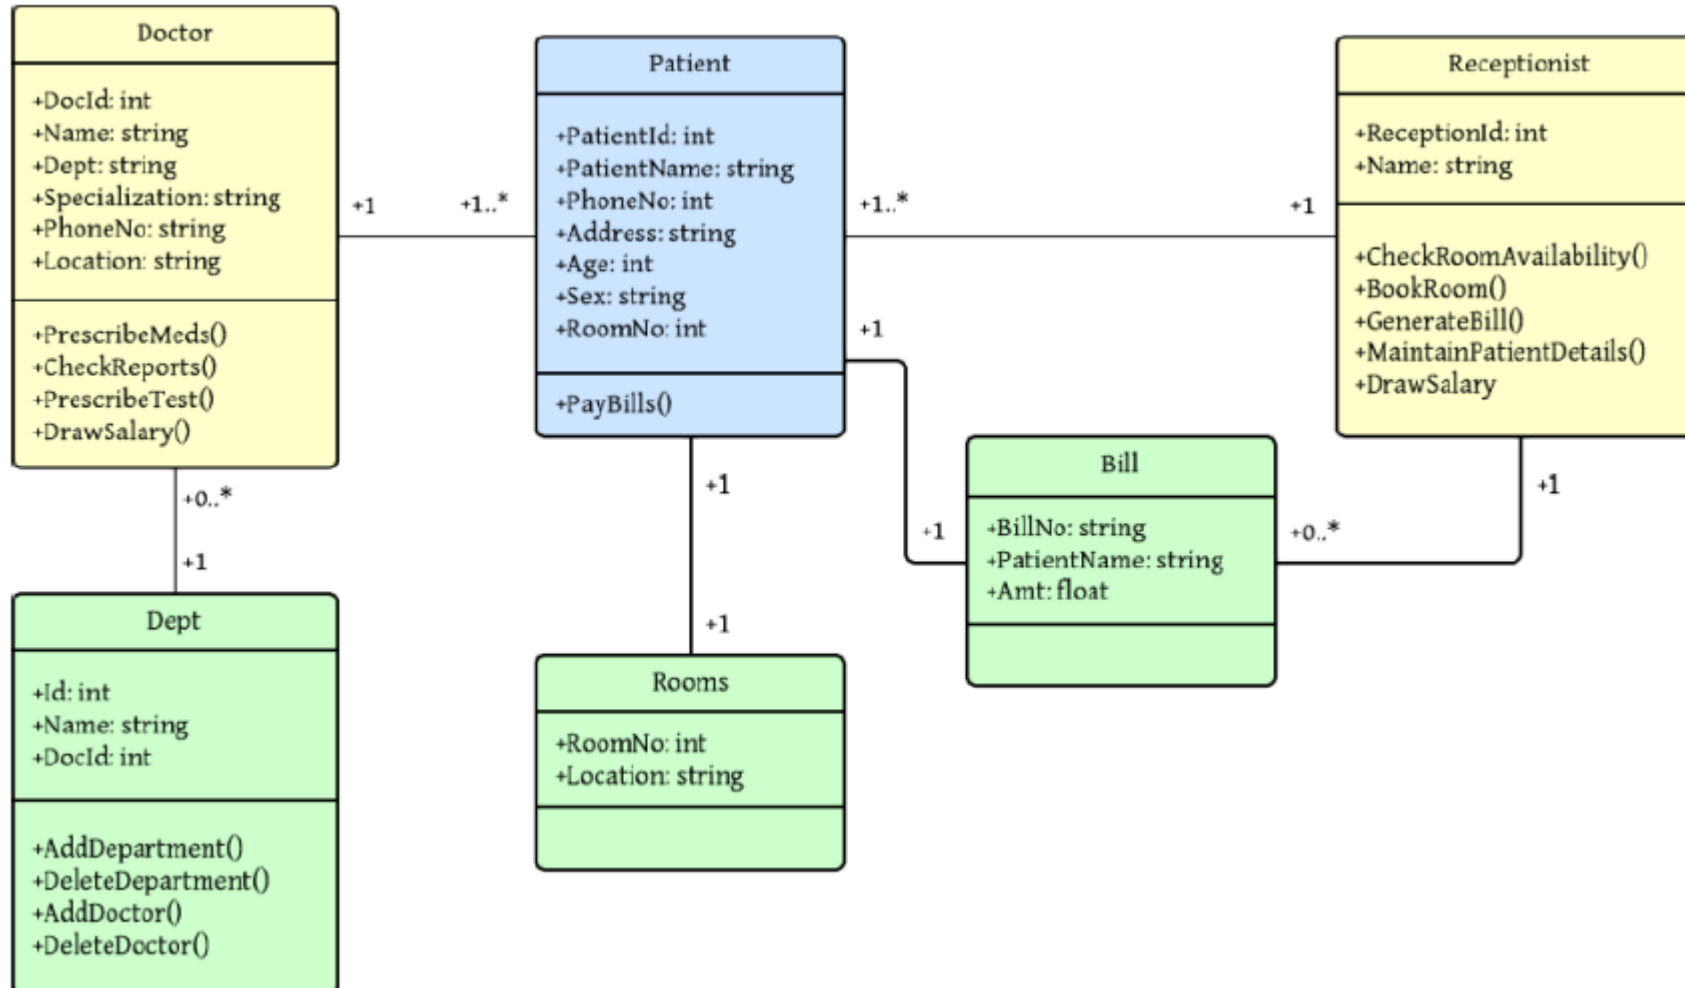 Doctor
+DocId: int
+Name: string
+Dept: string
+Specialization: string
+PhoneNo: string
+Location: string
+PrescribeMeds()
+CheckReports()
+PrescribeTest()
+DrawSalary()
+1
+1..*
Patient
+PatientId: int
+PatientName: string
+PhoneNo: int
+Address: string
+Age: int
+Sex: string
+RoomNo: int
+PayBills()
+1..*
+1
Receptionist
+ReceptionId: int
+Name: string
+CheckRoomAvailability()
+BookRoom()
+GenerateBill()
+MaintainPatientDetails()
+DrawSalary
+0..*
+1
Dept
+Id: int
+Name: string
+DocId: int
+AddDepartment()
+DeleteDepartment()
+AddDoctor()
+DeleteDoctor()
+1
+1
Rooms
+RoomNo: int
+Location: string
+1
+1
Bill
+BillNo: string
+PatientName: string
+Amt: float
+0..*
+1